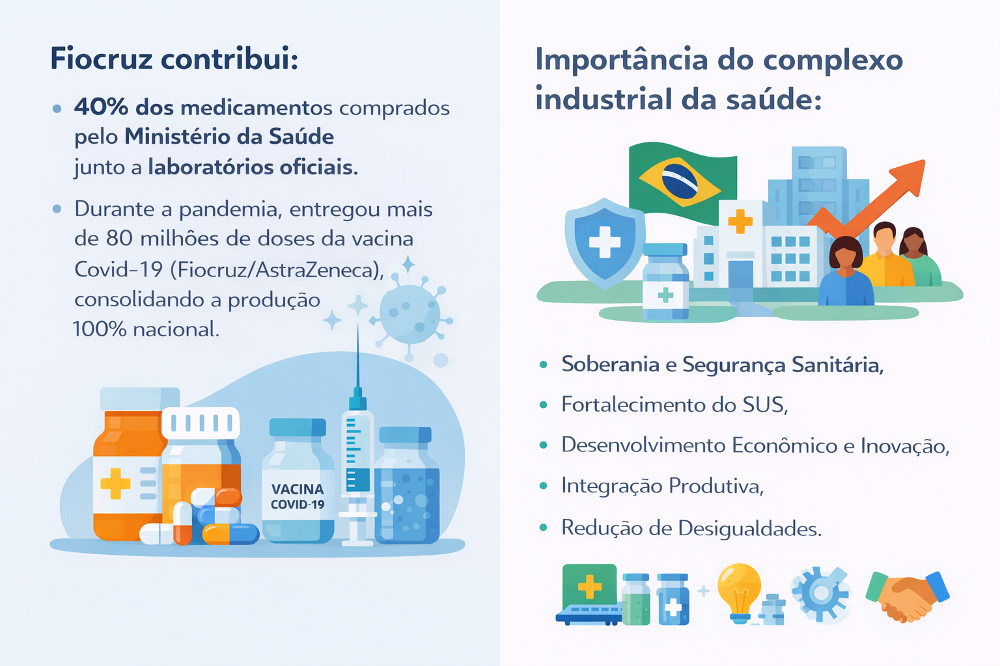 Fiocruz contribui:
• 40% dos medicamentos comprados
pelo Ministério da Saúde
junto a laboratórios oficiais.
• Durante a pandemia, entregou mais
de 80 milhões de doses da vacina
Covid-19 (Fiocruz/AstraZeneca),
consolidando a produção
100% nacional.
VACINA
COVID-19
Importância do complexo
industrial da saúde:
• Soberania e Segurança Sanitária,
• Fortalecimento do SUS,
• Desenvolvimento Econômico e Inovação,
• Integração Produtiva,
• Redução de Desigualdades.